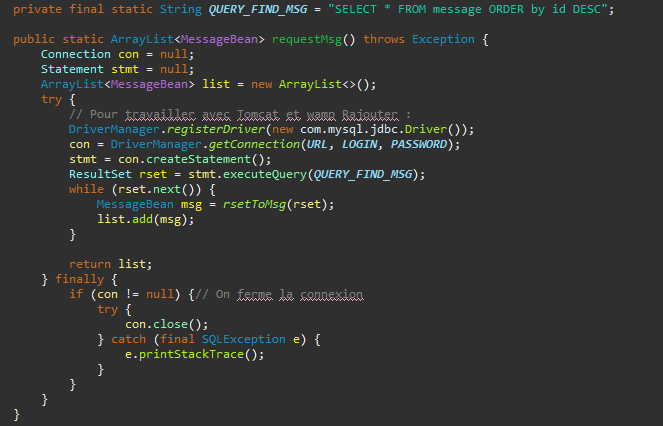 private final static String QUERY_FIND_MSG = "SELECT * FROM message ORDER by id DESC";
public static ArrayList<MessageBean> requestMsg() throws Exception {
Connection con = null;
Statement stmt = null;
ArrayList<MessageBean> list = new ArrayList<>();
try {
// Pour travailler avec Tomcat et wamp Rajouter :
DriverManager.registerDriver(new com.mysql.jdbc.Driver());
con = DriverManager.getConnection(URL, LOGIN, PASSWORD);
stmt = con.createStatement();
ResultSet rset = stmt.executeQuery(QUERY_FIND_MSG);
while (rset.next()) {
MessageBean msg = rsetToMsg(rset);
list.add(msg);
}
return list;
} finally {
if (con != null) {// On ferme la connexion
try {
con.close();
} catch (final SQLException e) {
e.printStackTrace();
}
}
}
}